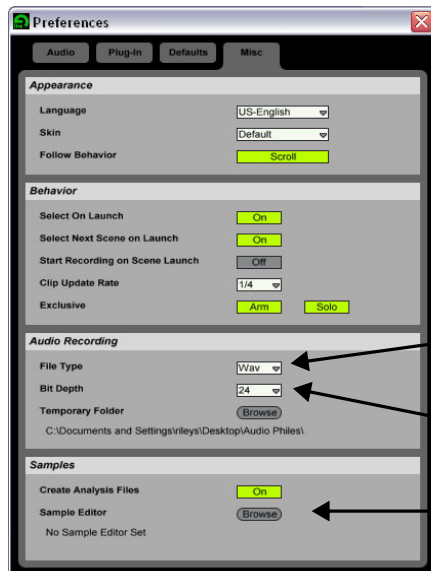 Preferences
Audio Plug-In Defaults Misc
Appearance
Language US-English
Skin Default
Follow Behavior Scroll
Behavior
Select On Launch On
Select Next Scene on Launch On
Start Recording on Scene Launch Off
Clip Update Rate 1/4
Exclusive Arm Solo
Audio Recording
File Type Wav
Bit Depth 24
Temporary Folder Browse
C:\Documents and Settings\rileys\Desktop\Audio Philes\
Samples
Create Analysis Files On
Sample Editor Browse
No Sample Editor Set